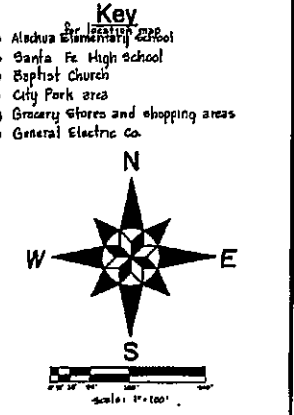 Key
for location map
Alachua Elementary School
Santa Fe High School
Baptist Church
City Park area
Grocery Stores and shopping areas
General Electric Co.
N
W E
S
scale: 1"=100'